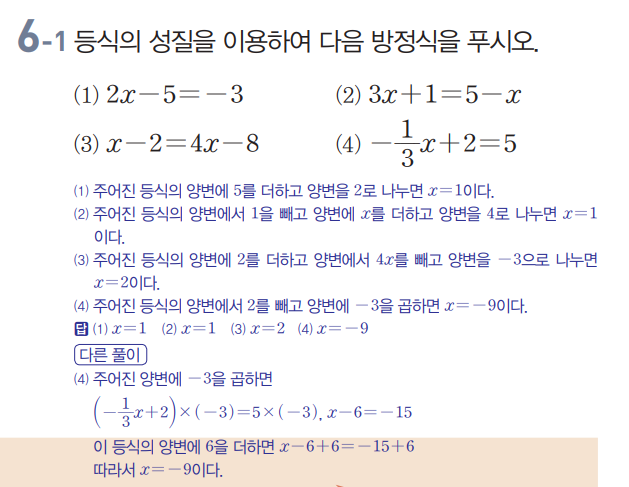 6-1 등식의 성질을 이용하여 다음 방정식을 푸시오.
(1) 2x−5=−3 (2) 3x+1=5−x
(3) x−2=4x−8 (4) −1/3x+2=5
(1) 주어진 등식의 양변에 5를 더하고 양변을 2로 나누면 x=1이다.
(2) 주어진 등식의 양변에서 1을 빼고 양변에 x를 더하고 양변을 4로 나누면 x=1
이다.
(3) 주어진 등식의 양변에 2를 더하고 양변에서 4x를 빼고 양변을 −3으로 나누면
x=2이다.
(4) 주어진 등식의 양변에서 2를 빼고 양변에 −3을 곱하면 x=−9이다.
답 (1) x=1 (2) x=1 (3) x=2 (4) x=−9
다른 풀이
(4) 주어진 양변에 −3을 곱하면
(−1/3x+2)×(−3)=5×(−3), x−6=−15
이 등식의 양변에 6을 더하면 x−6+6=−15+6
따라서 x=−9이다.